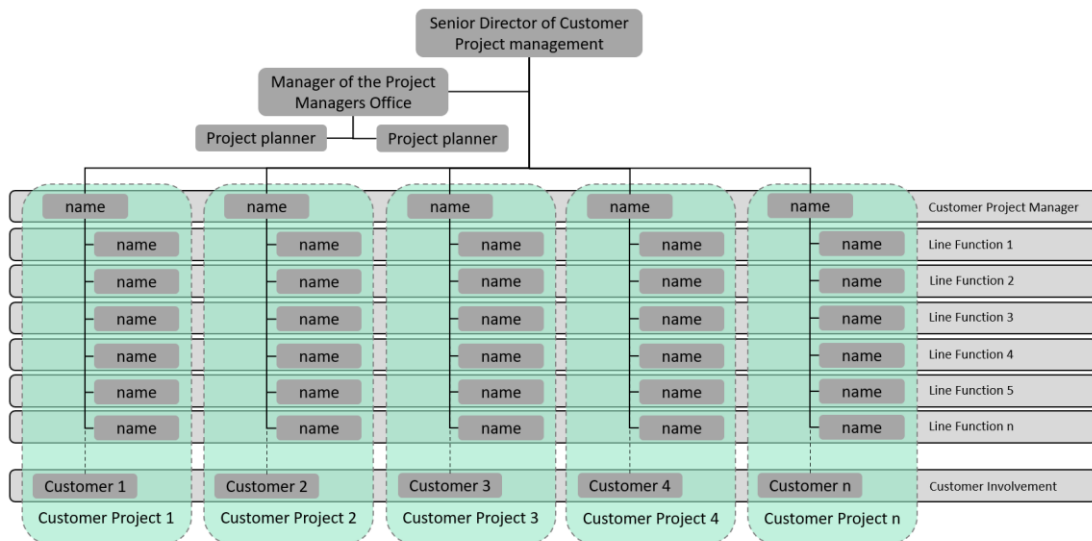 Senior Director of Customer
Project management
Manager of the Project
Managers Office
Project planner
Project planner
name name name name name Customer Project Manager
name name name name name Line Function 1
name name name name name Line Function 2
name name name name name Line Function 3
name name name name name Line Function 4
name name name name name Line Function 5
name name name name name Line Function n
Customer 1 Customer 2 Customer 3 Customer 4 Customer n Customer Involvement
Customer Project 1 Customer Project 2 Customer Project 3 Customer Project 4 Customer Project n